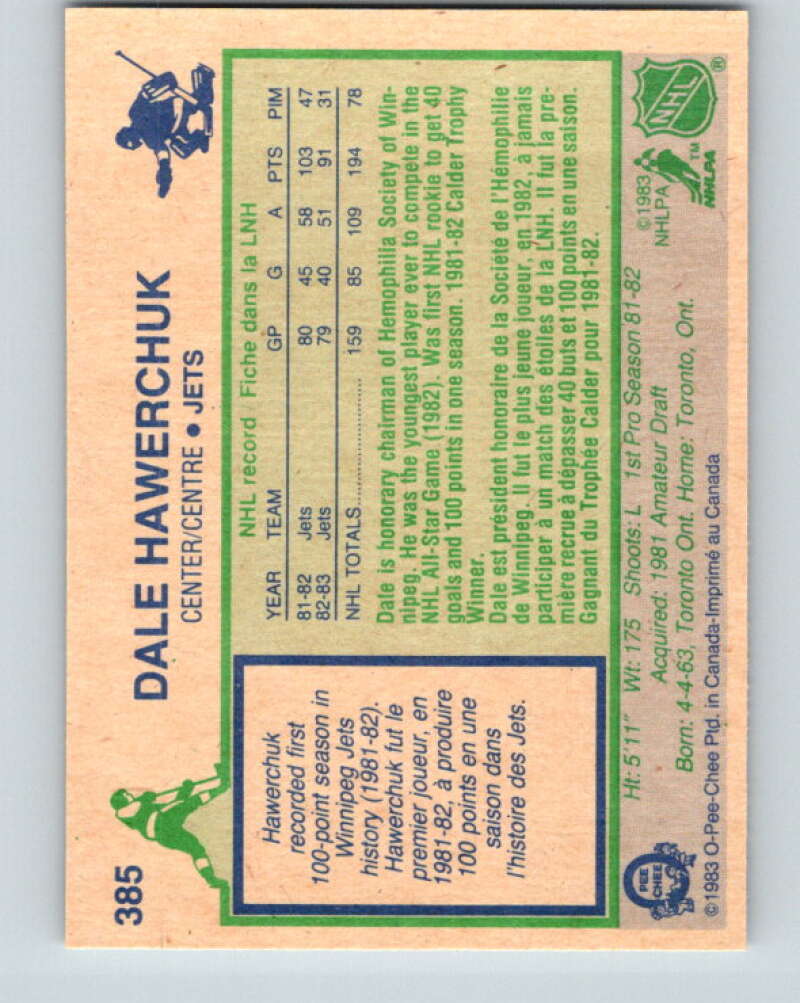 385
DALE HAWERCHUK
CENTER/CENTRE • JETS
Hawerchuk
recorded first
100-point season in
Winnipeg Jets
history (1981-82).
Hawerchuk fut le
premier joueur, en
1981-82, à produire
100 points en une
saison dans
l'histoire des Jets.
NHL record Fiche dans la LNH
YEAR TEAM GP G A PTS PIM
81-82 Jets 80 45 58 103 47
82-83 Jets 79 40 51 91 31
NHL TOTALS.................... 159 85 109 194 78
Dale is honorary chairman of Hemophilia Society of Win-
nipeg. He was the youngest player ever to compete in the
NHL All-Star Game (1982). Was first NHL rookie to get 40
goals and 100 points in one season. 1981-82 Calder Trophy
Winner.
Dale est président honoraire de la Société de l'Hémophilie
de Winnipeg. Il fut le plus jeune joueur, en 1982, à jamais
participer à un match des étoiles de la LNH. Il fut la pre-
mière recrue à dépasser 40 buts et 100 points en une saison.
Gagnant du Trophée Calder pour 1981-82.
Ht: 5'11" Wt: 175 Shoots: L 1st Pro Season 81-82
Acquired: 1981 Amateur Draft
Born: 4-4-63, Toronto Ont. Home: Toronto, Ont.
©1983 O-Pee-Chee Ptd. in Canada-Imprimé au Canada
O
PEE
CHEE
©1983
NHLPA
NHLPA
TM
NHL
®